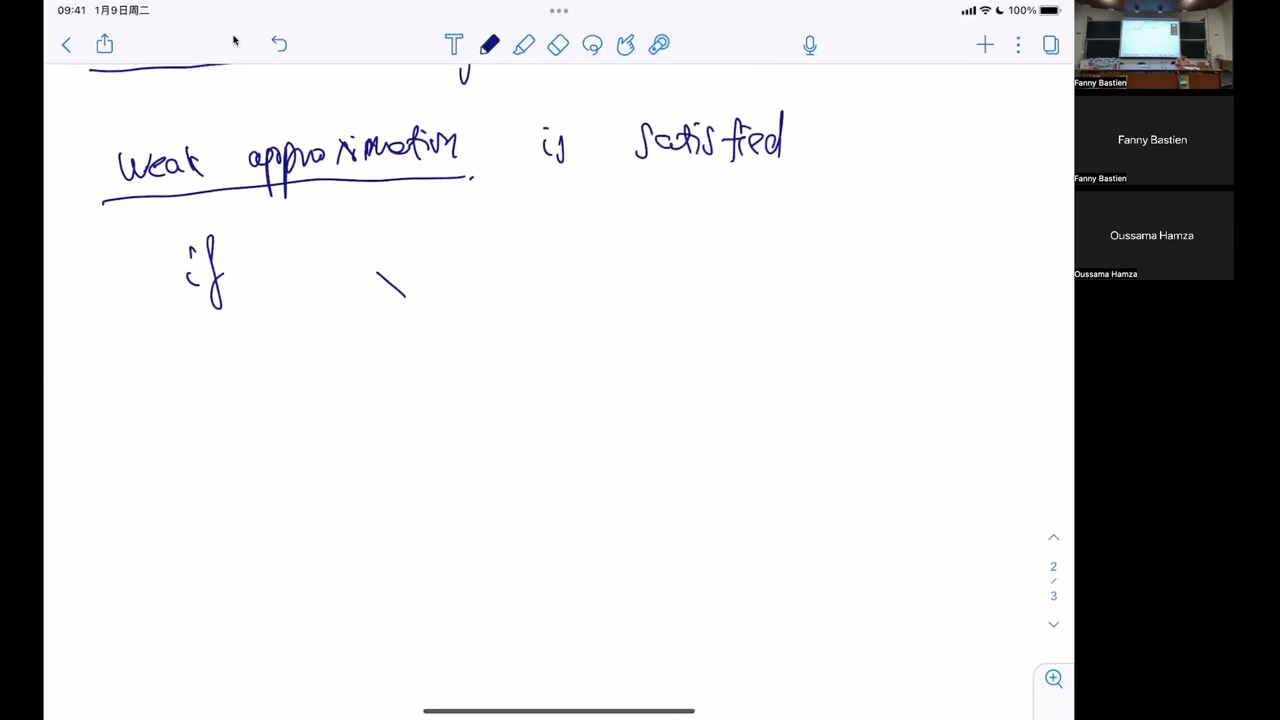 09:41 1月9日周二
100%
Weak approximation is satisfied
if
2
3
Fanny Bastien
Fanny Bastien
Fanny Bastien
Oussama Hamza
Oussama Hamza